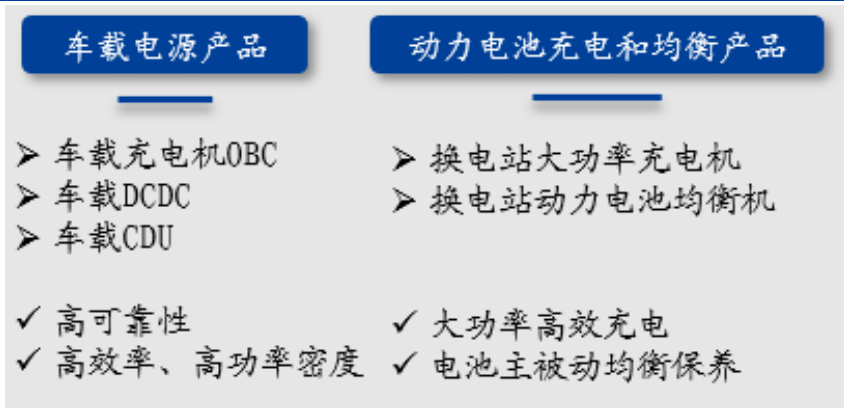 车载电源产品
车载充电机OBC
车载DCDC
车载CDU
高可靠性
高效率、高功率密度
动力电池充电和均衡产品
换电站大功率充电机
换电站动力电池均衡机
大功率高效充电
电池主被动均衡保养